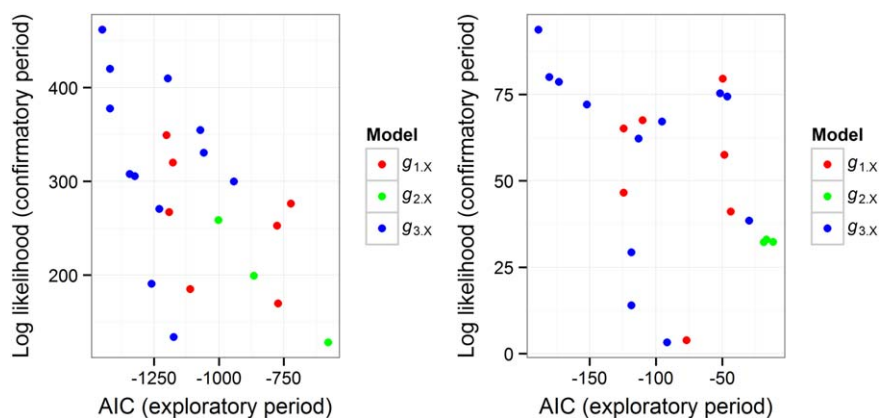 Log likelihood (confirmatory period)
400
300
200
-1250
-1000
-750
AIC (exploratory period)
Model
g1.X
g2.X
g3.X
Log likelihood (confirmatory period)
75
50
25
0
-150
-100
-50
AIC (exploratory period)
Model
g1.X
g2.X
g3.X